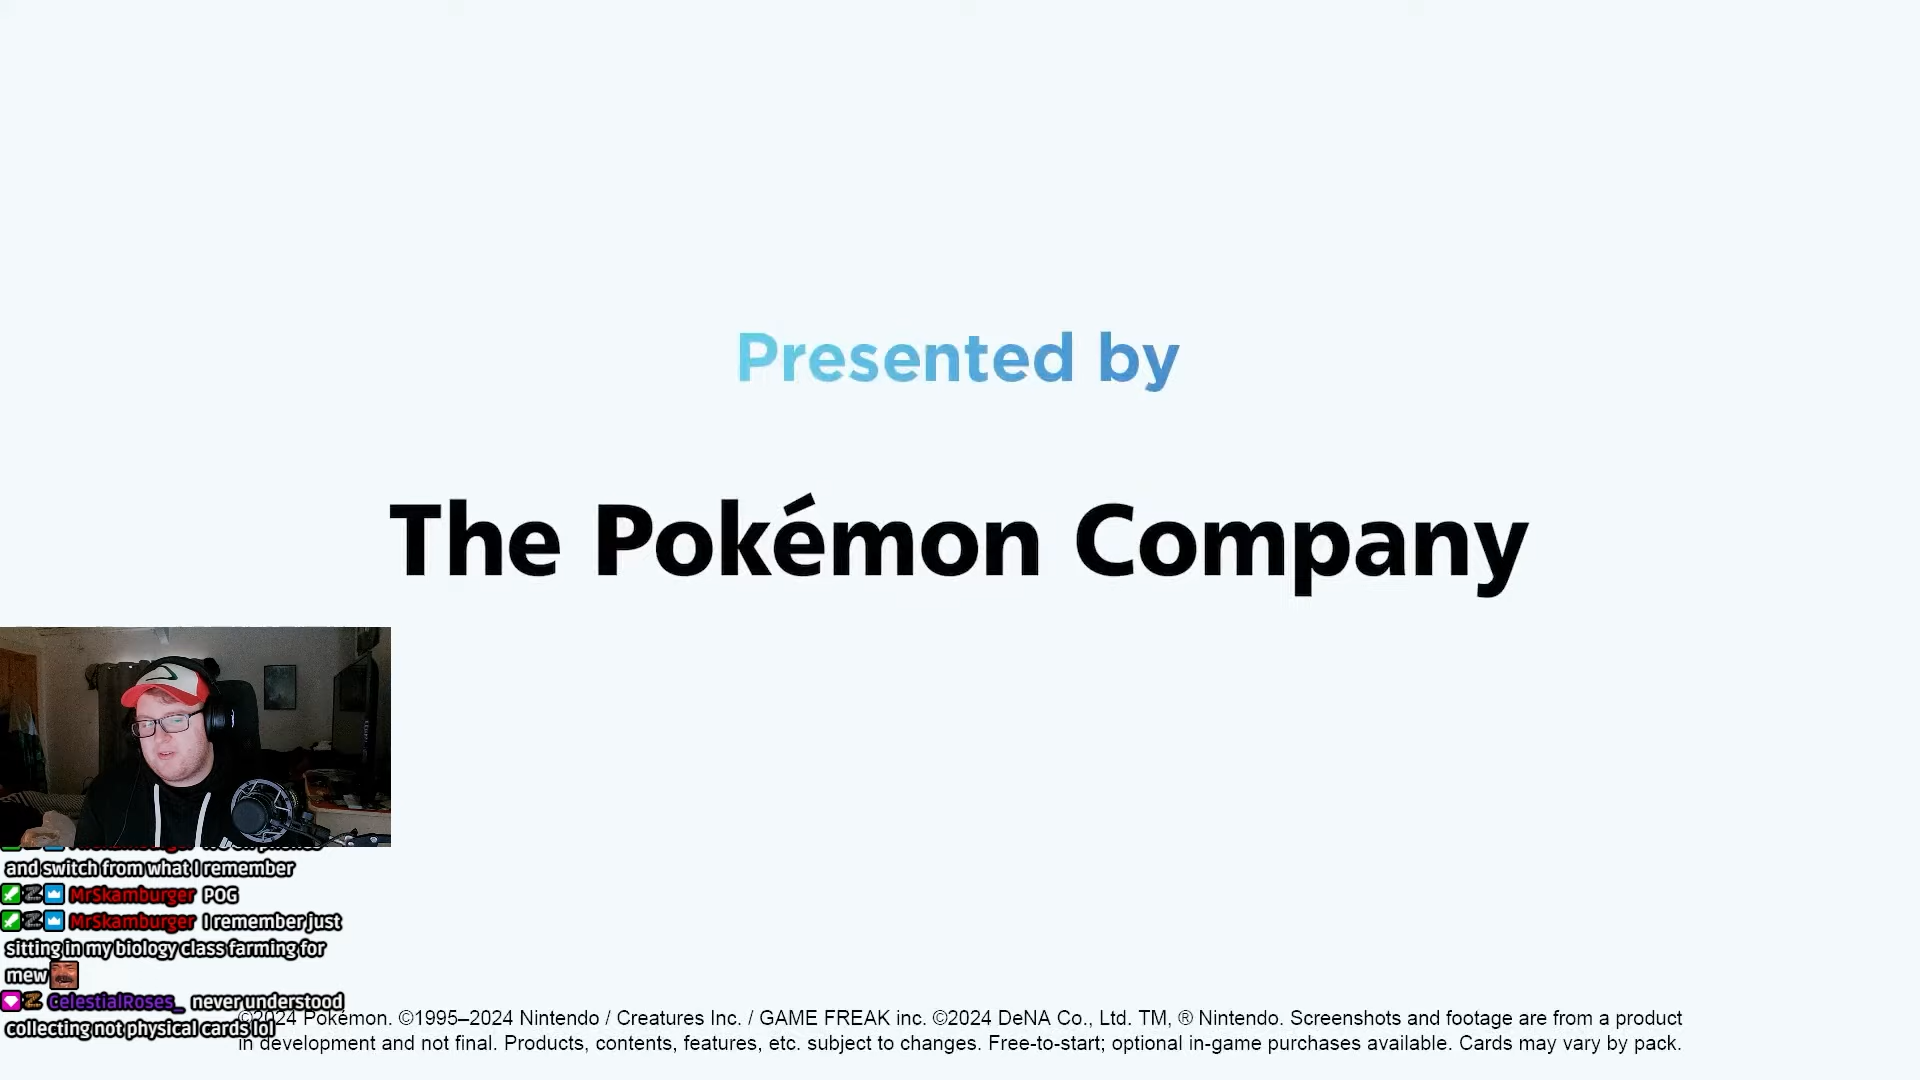 Presented by
The Pokémon Company
and switch from what I remember
MrSkamburger POG
MrSkamburger I remember just
sitting in my biology class farming for
mew
CelestialRoses_ never understood
collecting not physical cards lol
©2024 Pokémon. ©1995–2024 Nintendo / Creatures Inc. / GAME FREAK inc. ©2024 DeNA Co., Ltd. TM, ® Nintendo. Screenshots and footage are from a product
in development and not final. Products, contents, features, etc. subject to changes. Free-to-start; optional in-game purchases available. Cards may vary by pack.